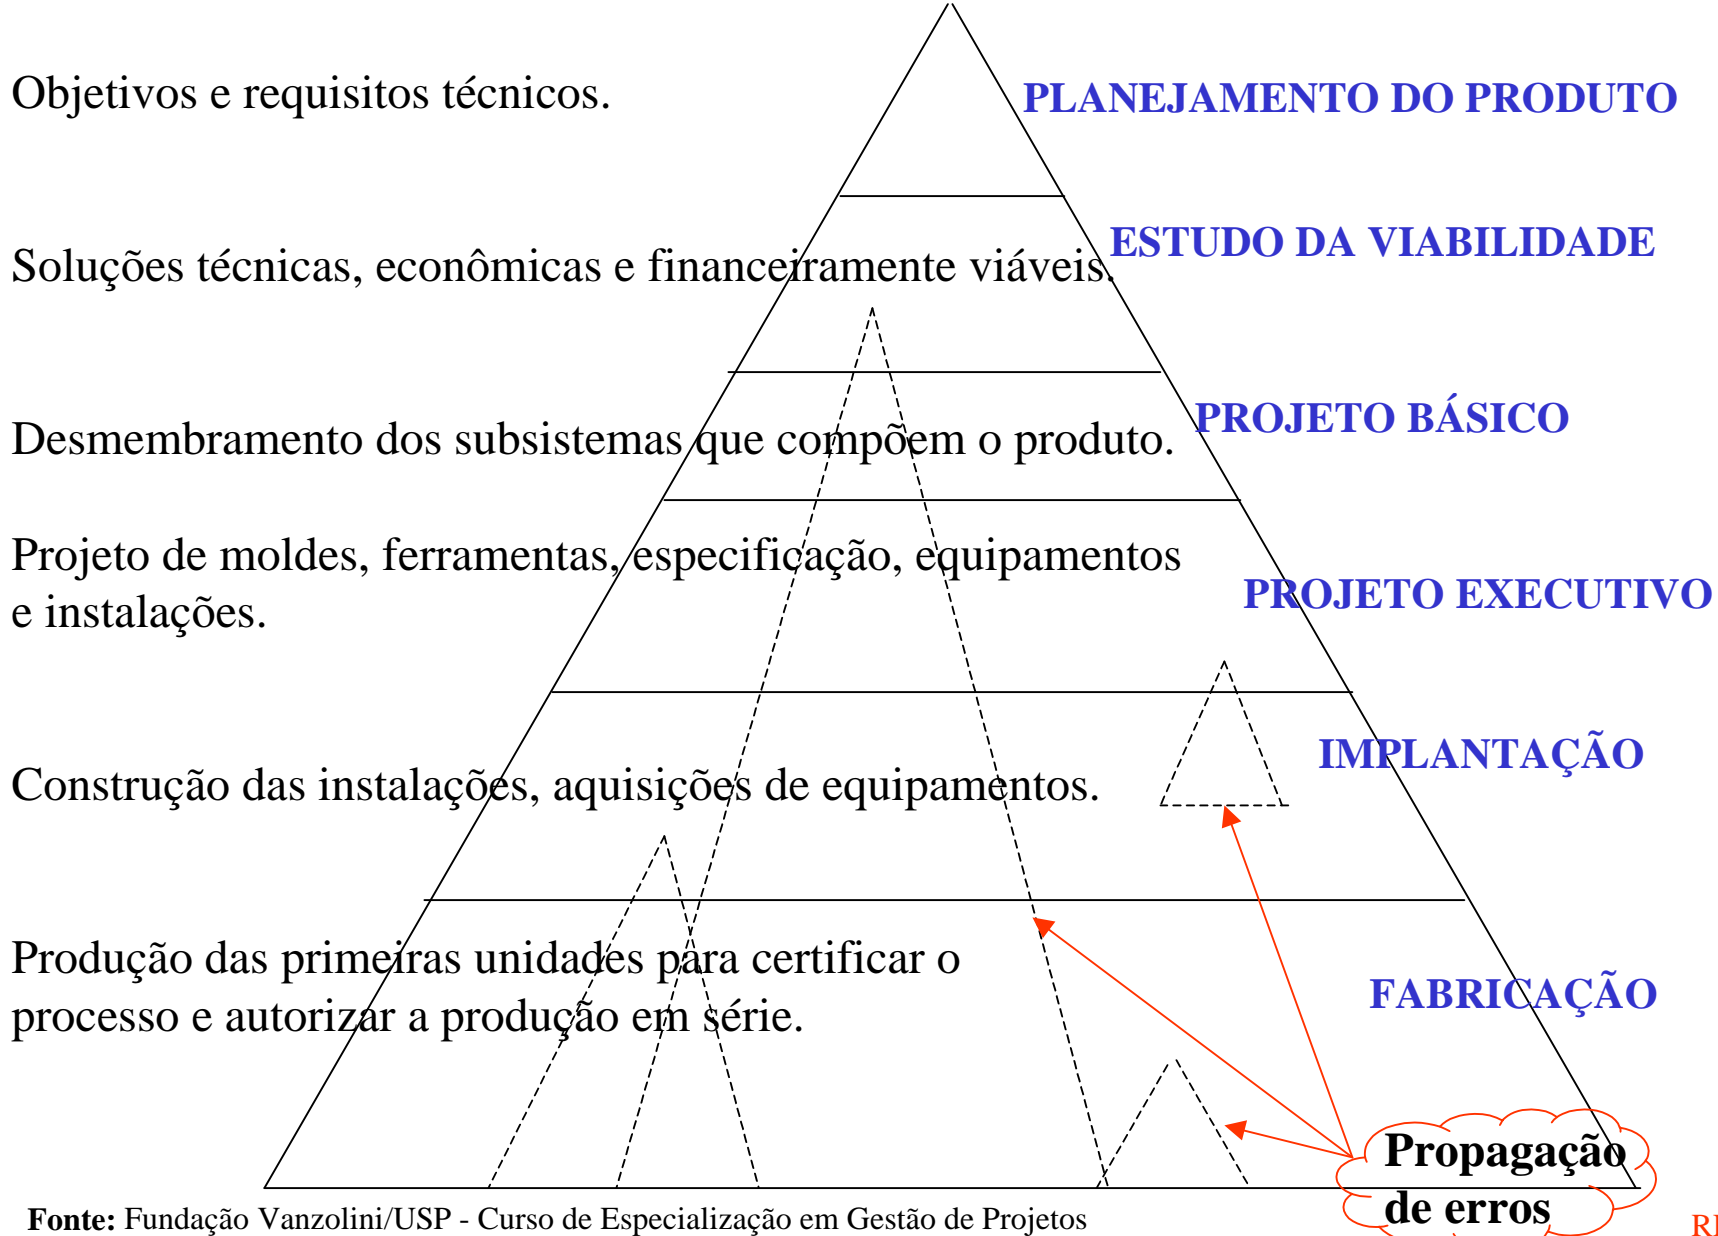 Objetivos e requisitos técnicos.
PLANEJAMENTO DO PRODUTO
Soluções técnicas, econômicas e financeiramente viáveis.
ESTUDO DA VIABILIDADE
Desmembramento dos subsistemas que compõem o produto.
PROJETO BÁSICO
Projeto de moldes, ferramentas, especificação, equipamentos
e instalações.
PROJETO EXECUTIVO
Construção das instalações, aquisições de equipamentos.
IMPLANTAÇÃO
Produção das primeiras unidades para certificar o
processo e autorizar a produção em série.
FABRICAÇÃO
Propagação
de erros
Fonte: Fundação Vanzolini/USP - Curso de Especialização em Gestão de Projetos